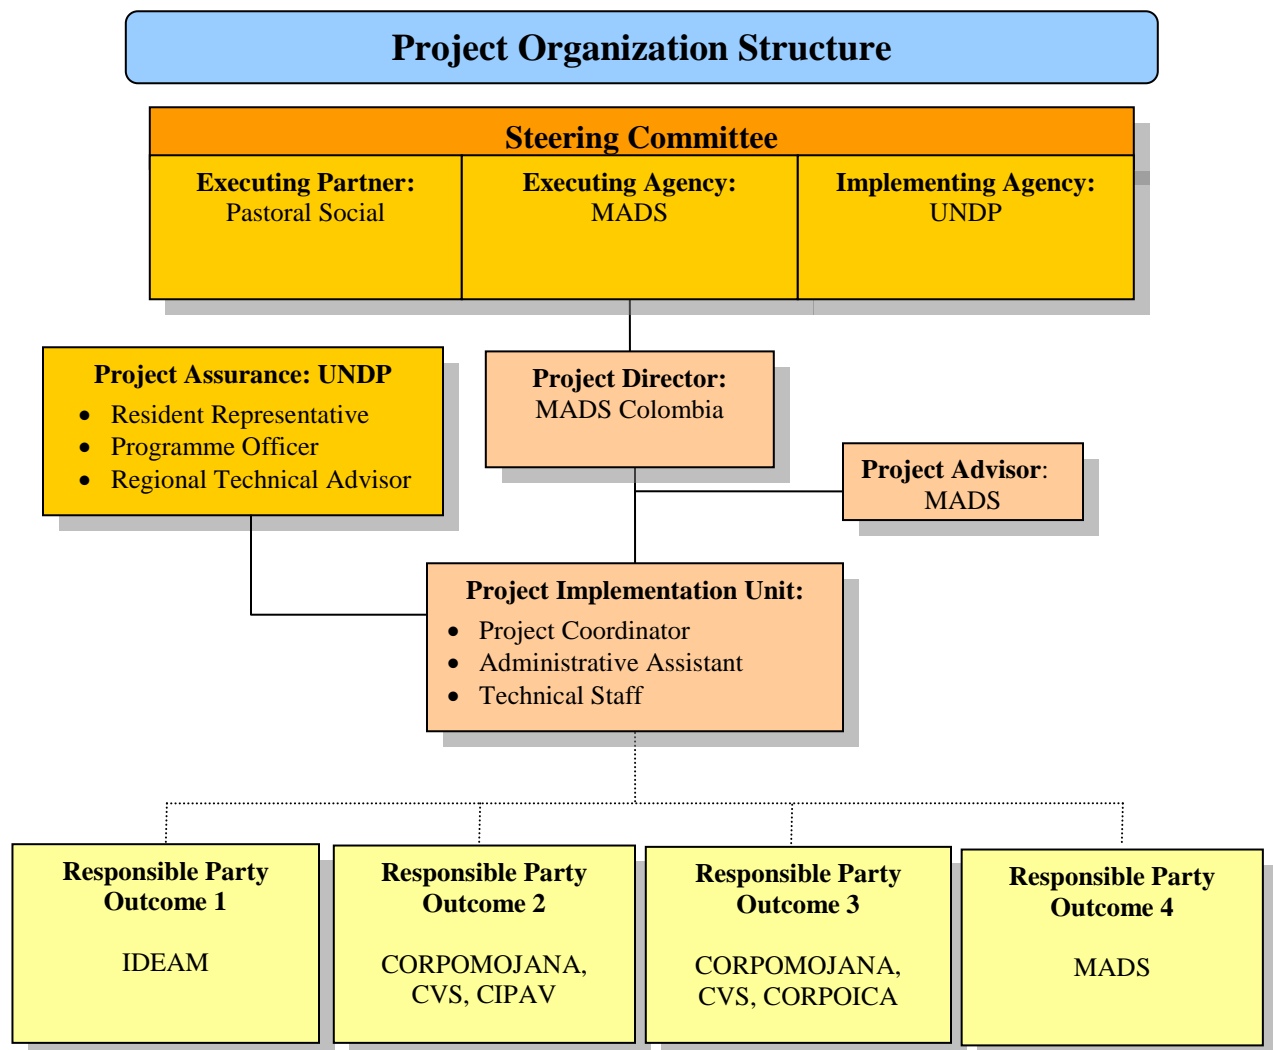 Project Organization Structure
Steering Committee
Executing Partner:
Pastoral Social
Executing Agency:
MADS
Implementing Agency:
UNDP
Project Assurance: UNDP
• Resident Representative
• Programme Officer
• Regional Technical Advisor
Project Director:
MADS Colombia
Project Advisor:
MADS
Project Implementation Unit:
• Project Coordinator
• Administrative Assistant
• Technical Staff
Responsible Party
Outcome 1
IDEAM
Responsible Party
Outcome 2
CORPOMOJANA,
CVS, CIPAV
Responsible Party
Outcome 3
CORPOMOJANA,
CVS, CORPOICA
Responsible Party
Outcome 4
MADS